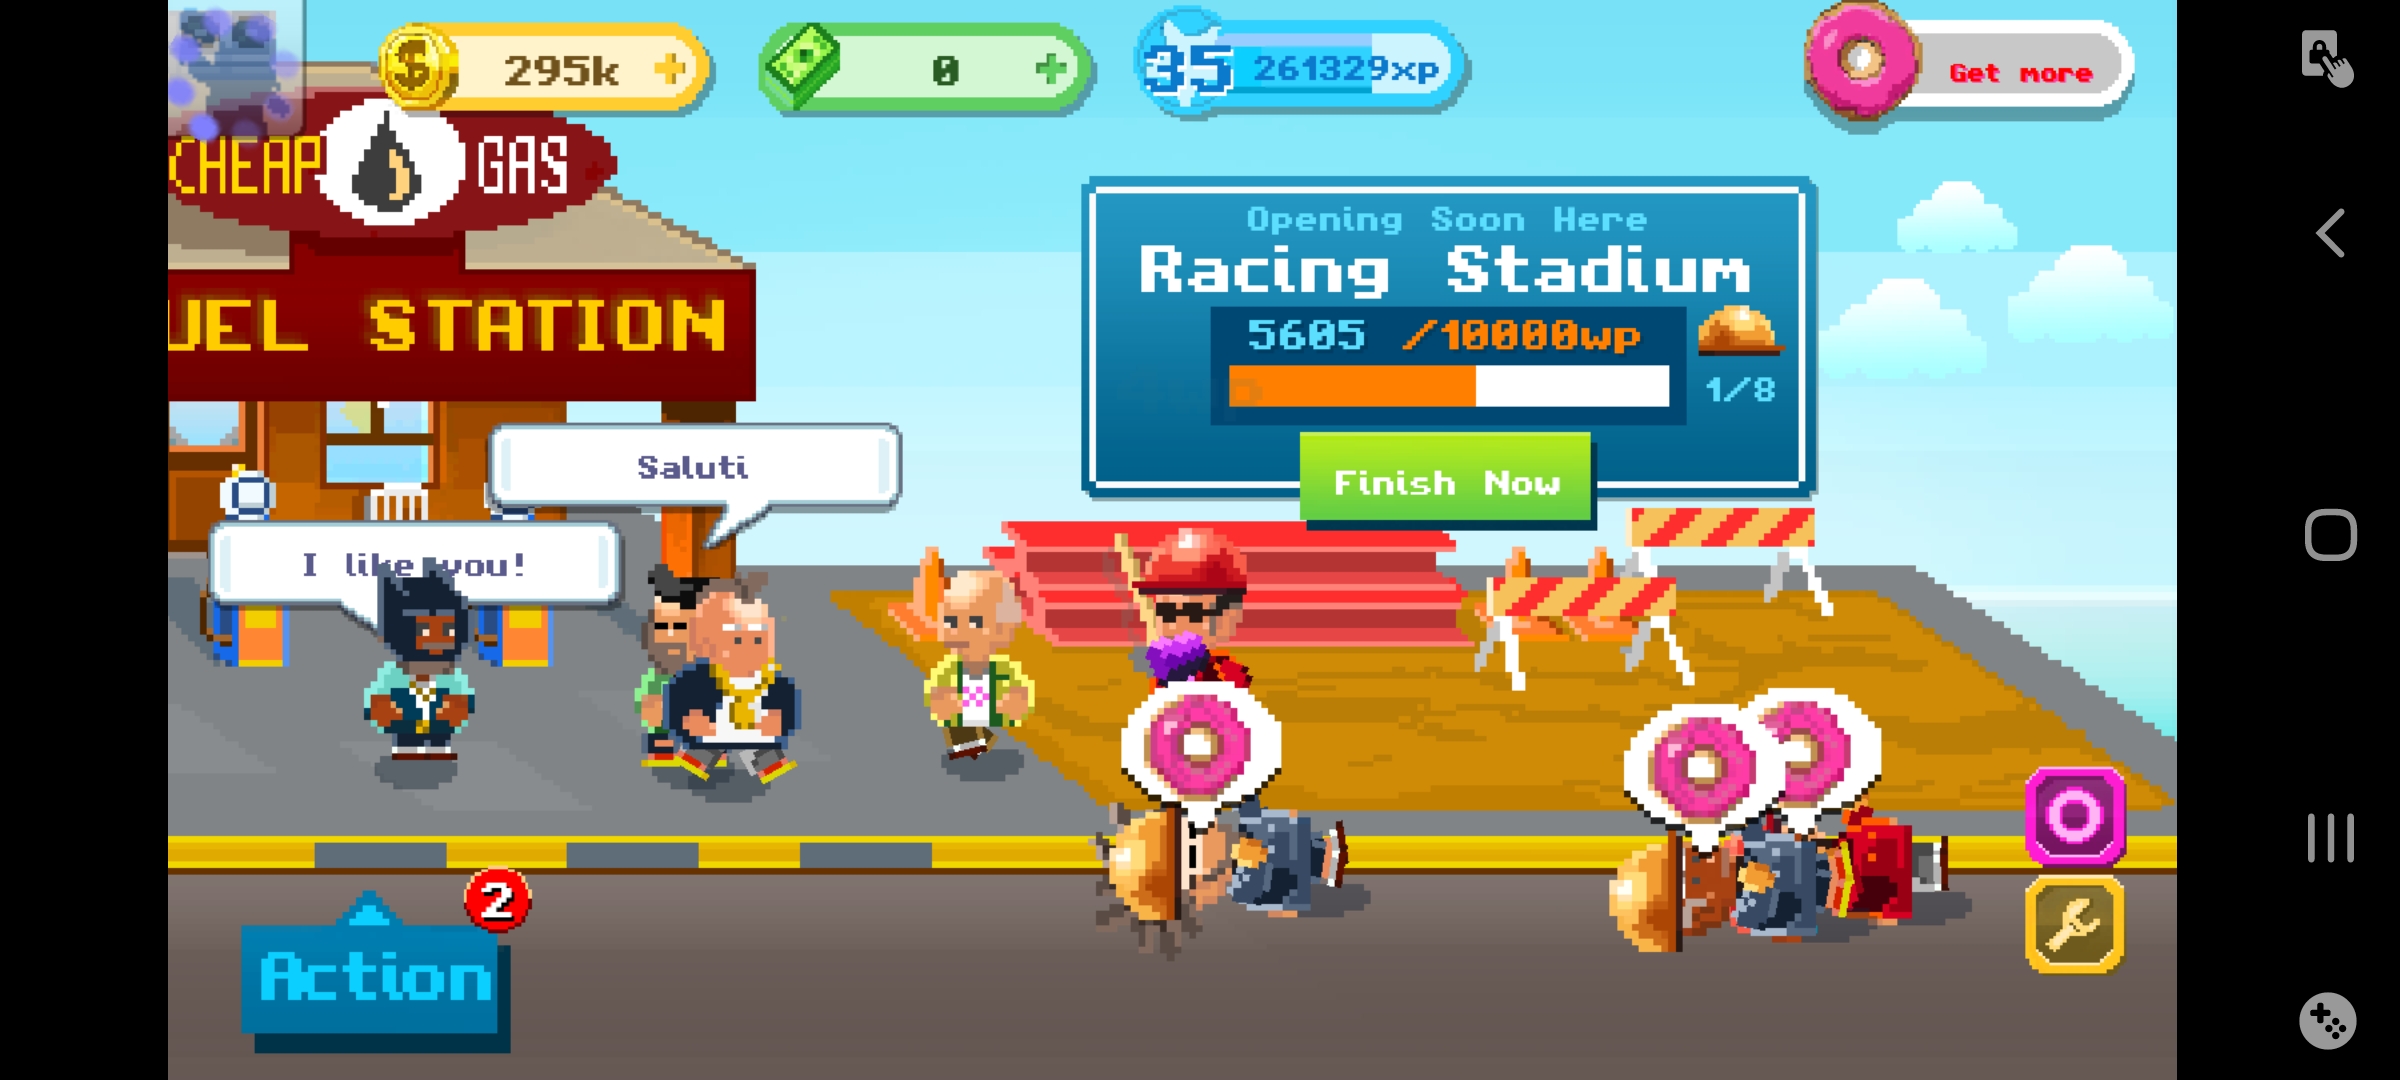 295k
0
35
261329xp
Get more
CHEAP GAS
UEL STATION
Opening Soon Here
Racing Stadium
5605 /10000wp
1/8
Finish Now
Saluti
I like you!
2
Action